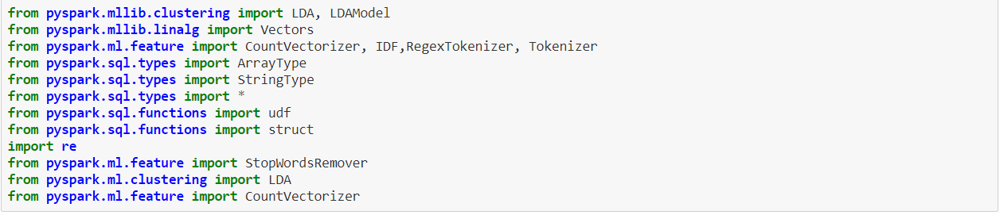 from pyspark.mllib.clustering import LDA, LDAModel
from pyspark.mllib.linalg import Vectors
from pyspark.ml.feature import CountVectorizer, IDF,RegexTokenizer, Tokenizer
from pyspark.sql.types import ArrayType
from pyspark.sql.types import StringType
from pyspark.sql.types import *
from pyspark.sql.functions import udf
from pyspark.sql.functions import struct
import re
from pyspark.ml.feature import StopWordsRemover
from pyspark.ml.clustering import LDA
from pyspark.ml.feature import CountVectorizer